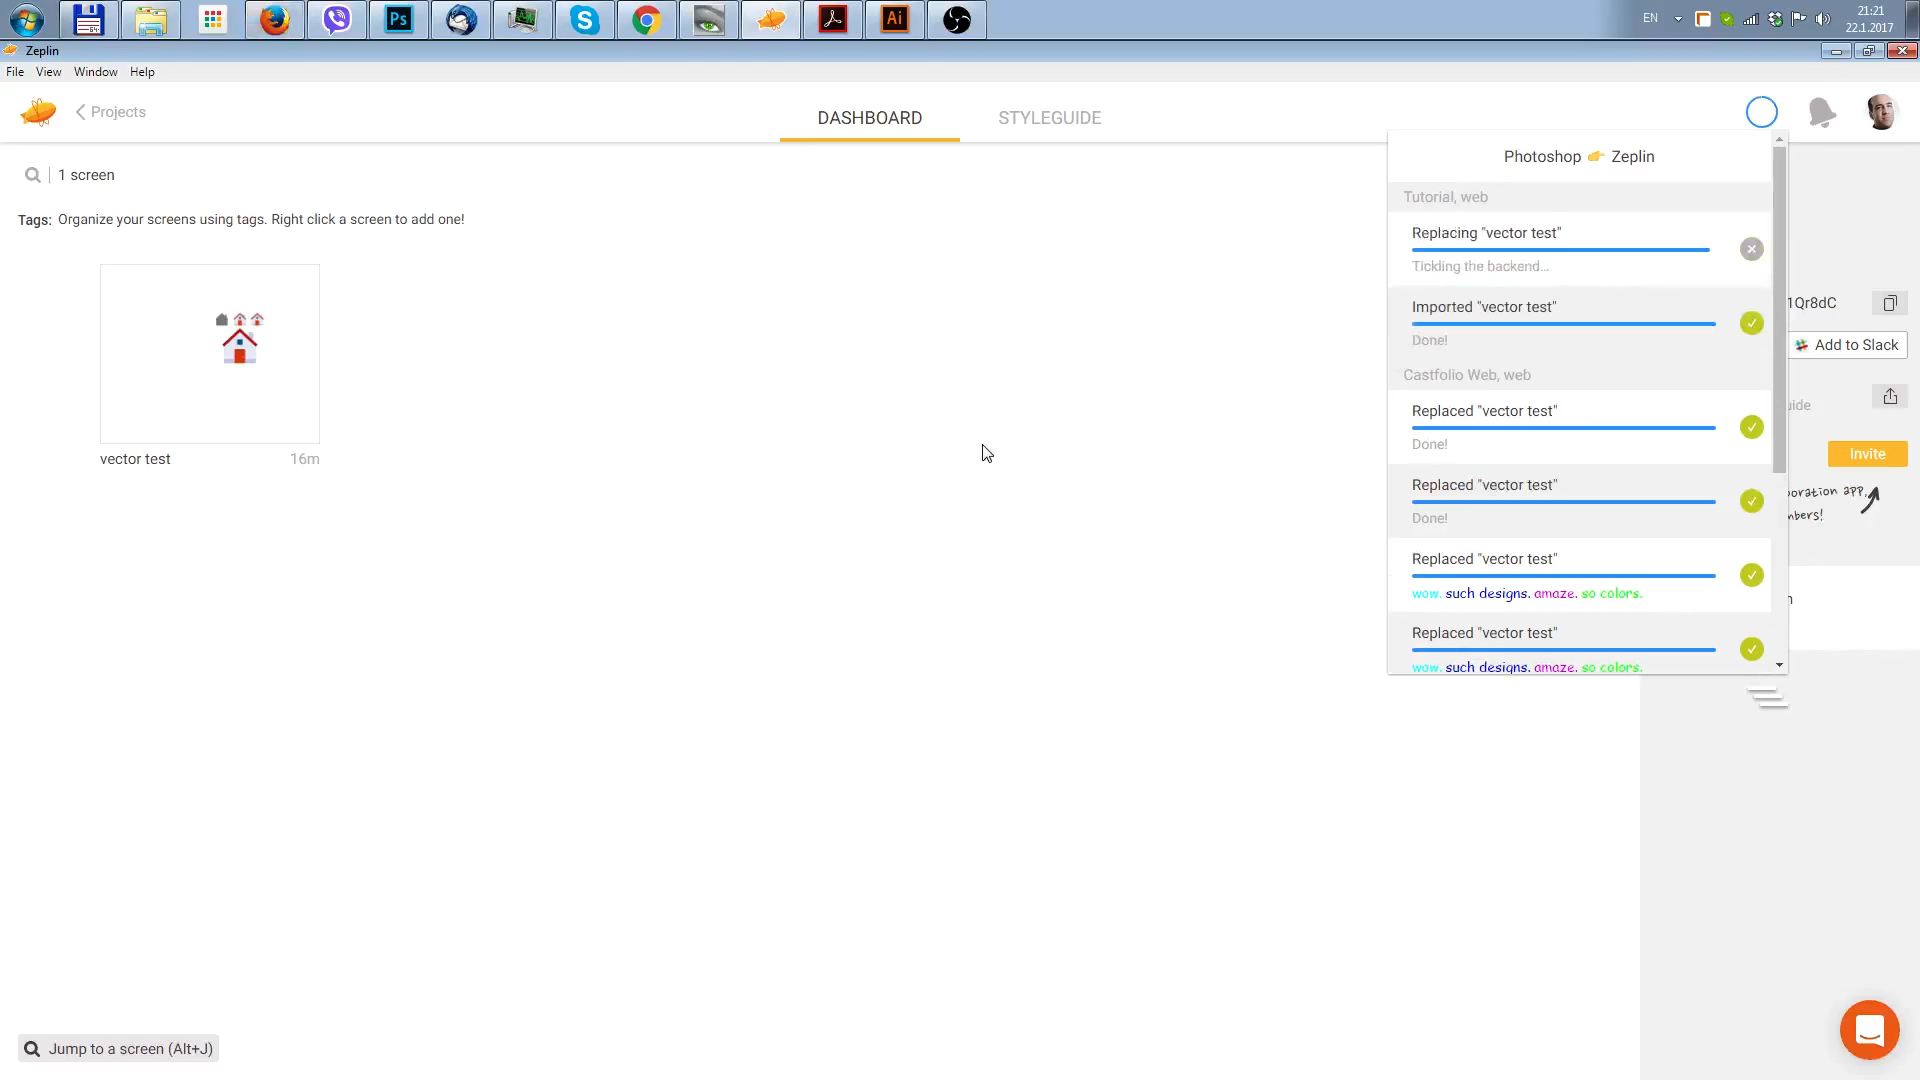 Ps
Ai
EN
21:21
22.1.2017
Zeplin
File View Window Help
Projects
DASHBOARD
STYLEGUIDE
1 screen
Tags: Organize your screens using tags. Right click a screen to add one!
vector test 16m
Photoshop 👉 Zeplin
Tutorial, web
Replacing "vector test"
Tickling the backend...
Imported "vector test"
Done!
Castfolio Web, web
Replaced "vector test"
Done!
Replaced "vector test"
Done!
Replaced "vector test"
wow. such designs. amaze. so colors.
Replaced "vector test"
wow. such designs. amaze. so colors.
1Qr8dC
Add to Slack
Invite
app,
Jump to a screen (Alt+J)